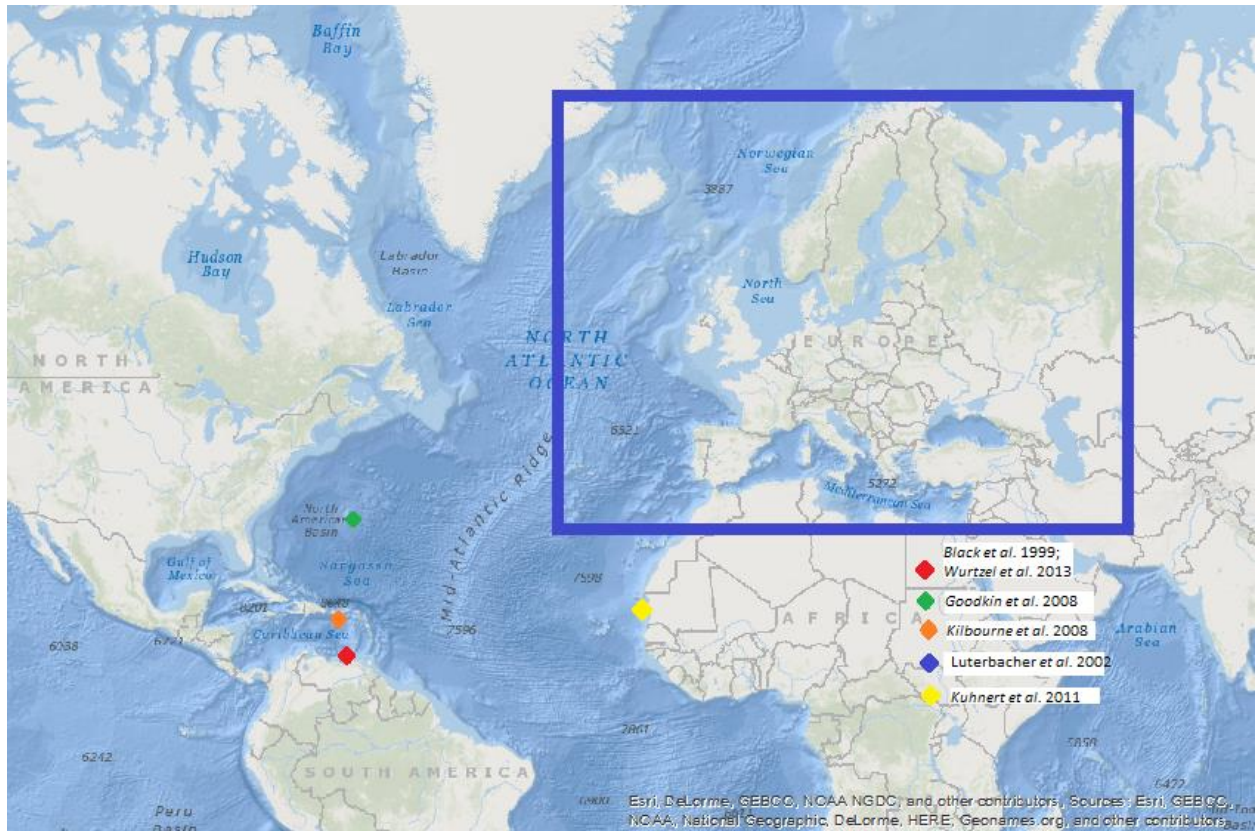 Baffin
Bay
Norwegian
Sea
3887
Hudson
Bay
Labrador
Basin
Labrador
Sea
North
Sea
NORTH
ATLANTIC
OCEAN
NORTH
AMERICA
EUROPE
6321
Mid-Atlantic Ridge
5272
Mediterranean Sea
North
American
Basin
Gulf of
Mexico
Sea
7598
Black et al. 1999;
Wurtzel et al. 2013
Goodkin et al. 2008
Kilbourne et al. 2008
Luterbacher et al. 2002
Kuhnert et al. 2011
AFRICA
Arabian
Sea
Caribbean Sea
7596
6242
SOUTH AMERICA
Peru
Basin
Esri, DeLorme, GEBCO, NOAA NGDC, and other contributors, Sources: Esri, GEBCO,
NOAA, National Geographic, DeLorme, HERE, Geonames.org, and other contributors